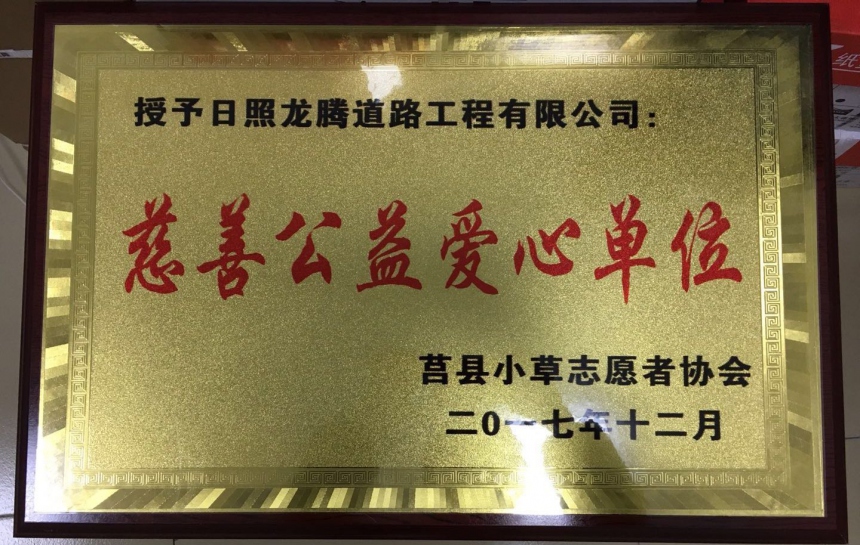 授予日照龙腾道路工程有限公司：
慈善公益爱心单位
莒县小草志愿者协会
二0一七年十二月